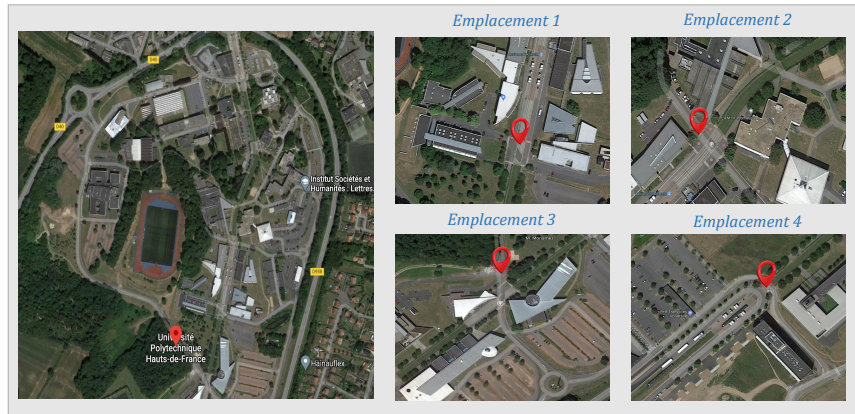 Emplacement 1
Emplacement 2
D40
D40
Institut Sociétés et
Humanités : Lettres,
D958
Université
Polytechnique
Hauts-de-France
Hainauflex
Emplacement 3
Emplacement 4